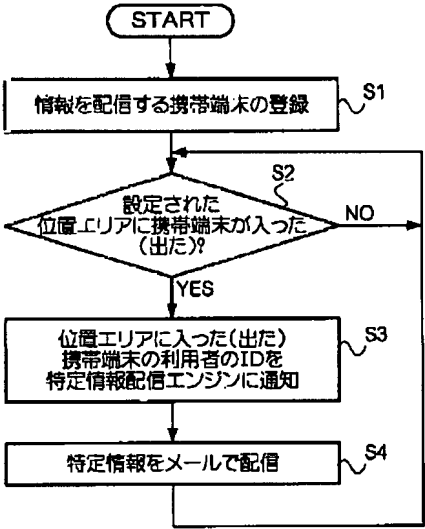 START
情報を配信する携帯端末の登録
S1
S2
設定された
位置エリアに携帯端末が入った
(出た)?
NO
YES
位置エリアに入った(出た)
携帯端末の利用者のIDを
特定情報配信エンジンに通知
S3
特定情報をメールで配信
S4